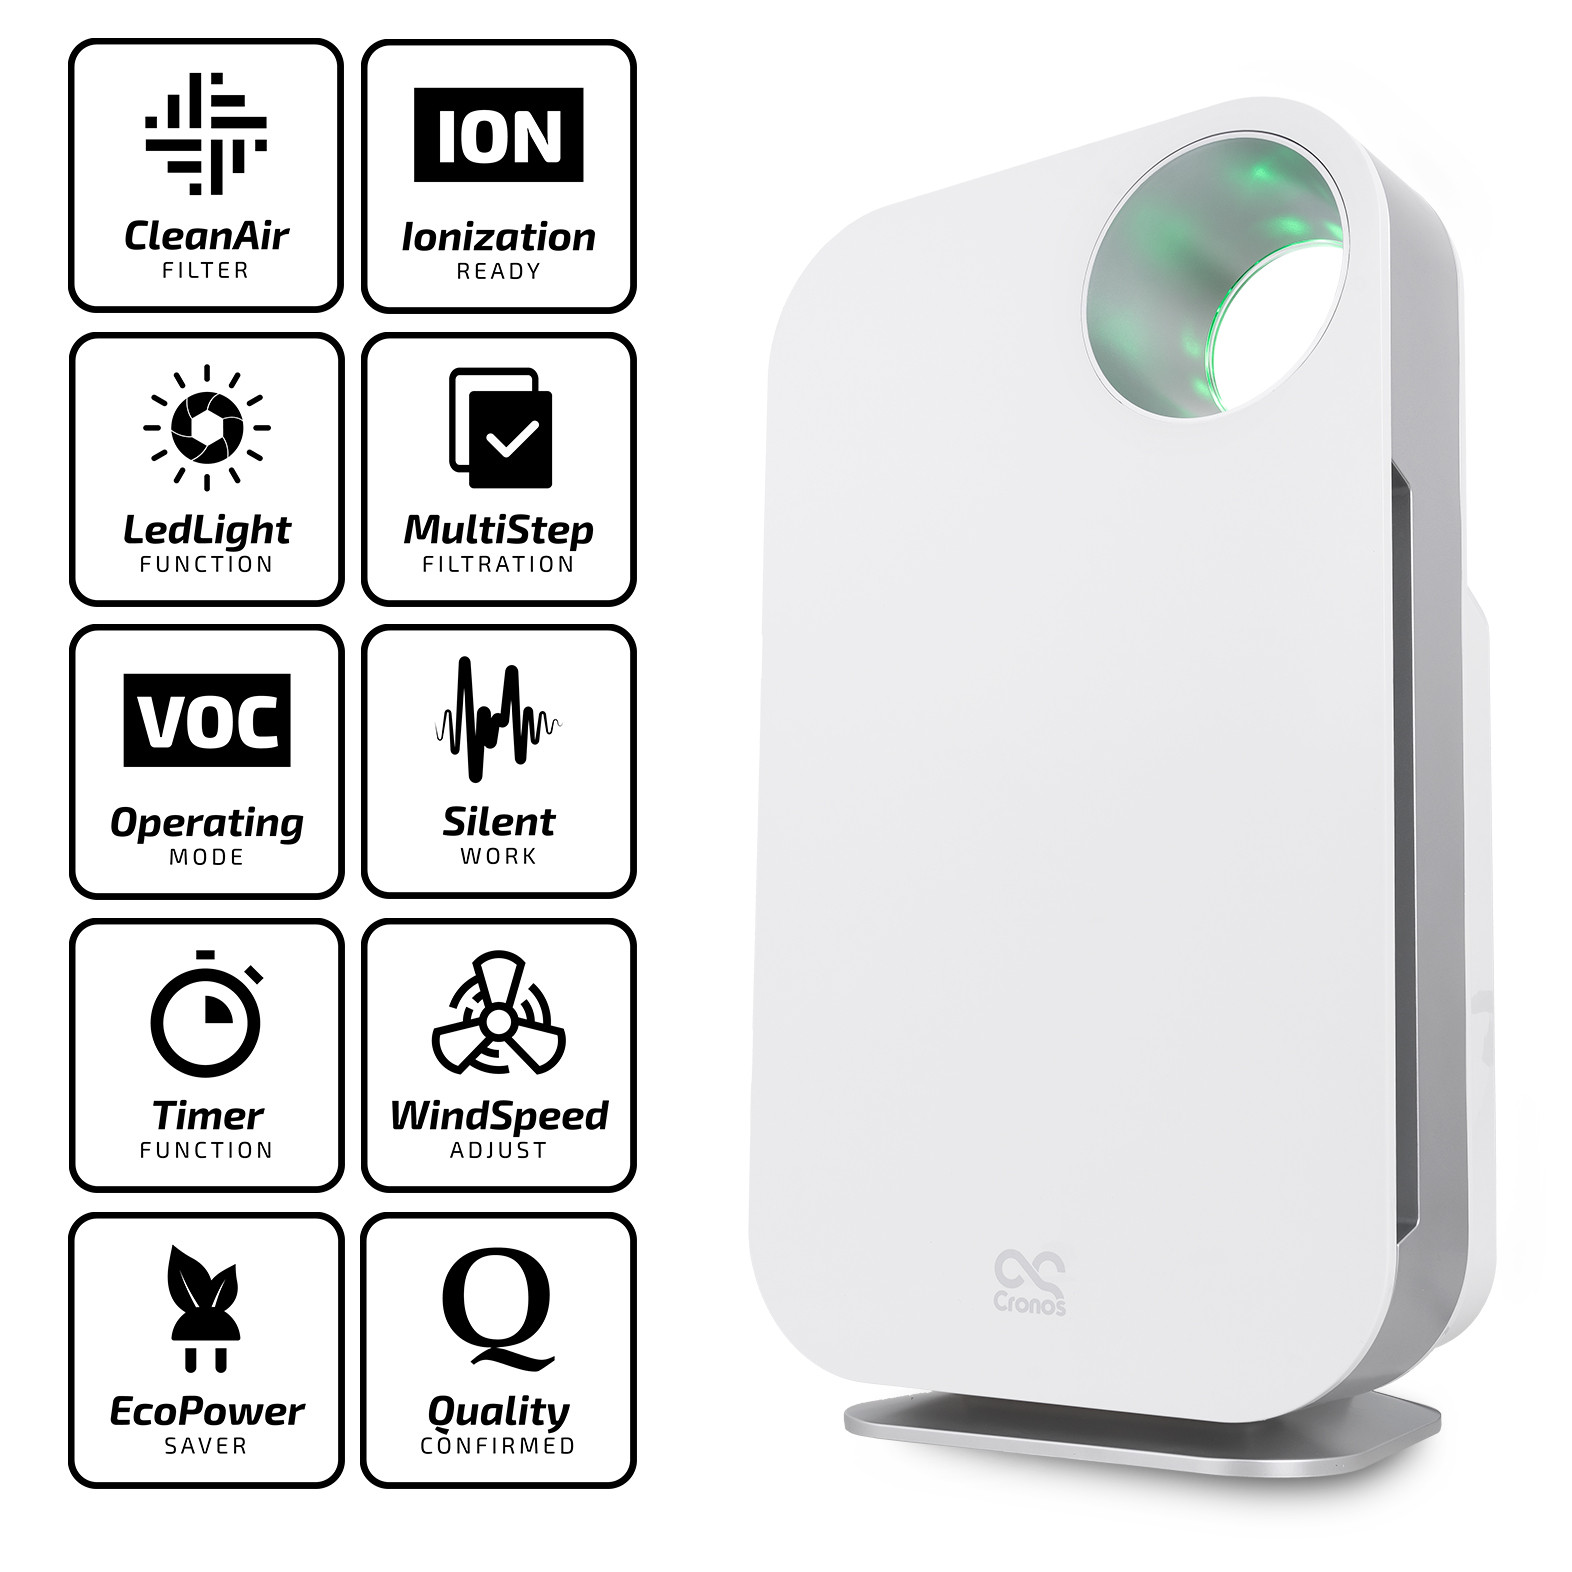 CleanAir
FILTER
ION
Ionization
READY
LedLight
FUNCTION
MultiStep
FILTRATION
VOC
Operating
MODE
Silent
WORK
Timer
FUNCTION
WindSpeed
ADJUST
EcoPower
SAVER
Q
Quality
CONFIRMED
Cronos